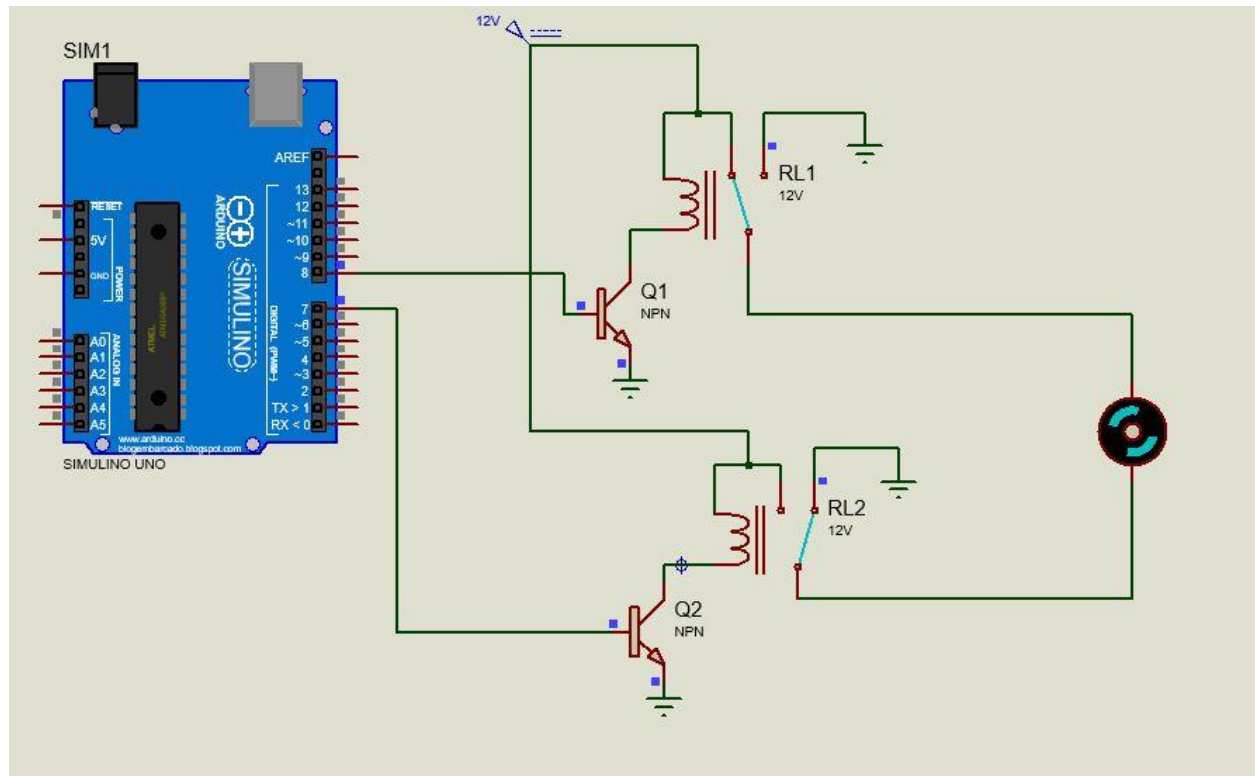 12V
SIM1
AREF
13
RESET
12
~11
5V
~10
~9
GND
8
POWER
ARDUINO
SIMULINO
DIGITAL (PWM~)
ATMEL
7
~6
A0
~5
A1
4
A2
~3
A3
2
A4
TX > 1
A5
RX < 0
ANALOG IN
www.arduino.cc
blogembarcado.blogspot.com
SIMULINO UNO
RL1
12V
Q1
NPN
RL2
12V
Q2
NPN